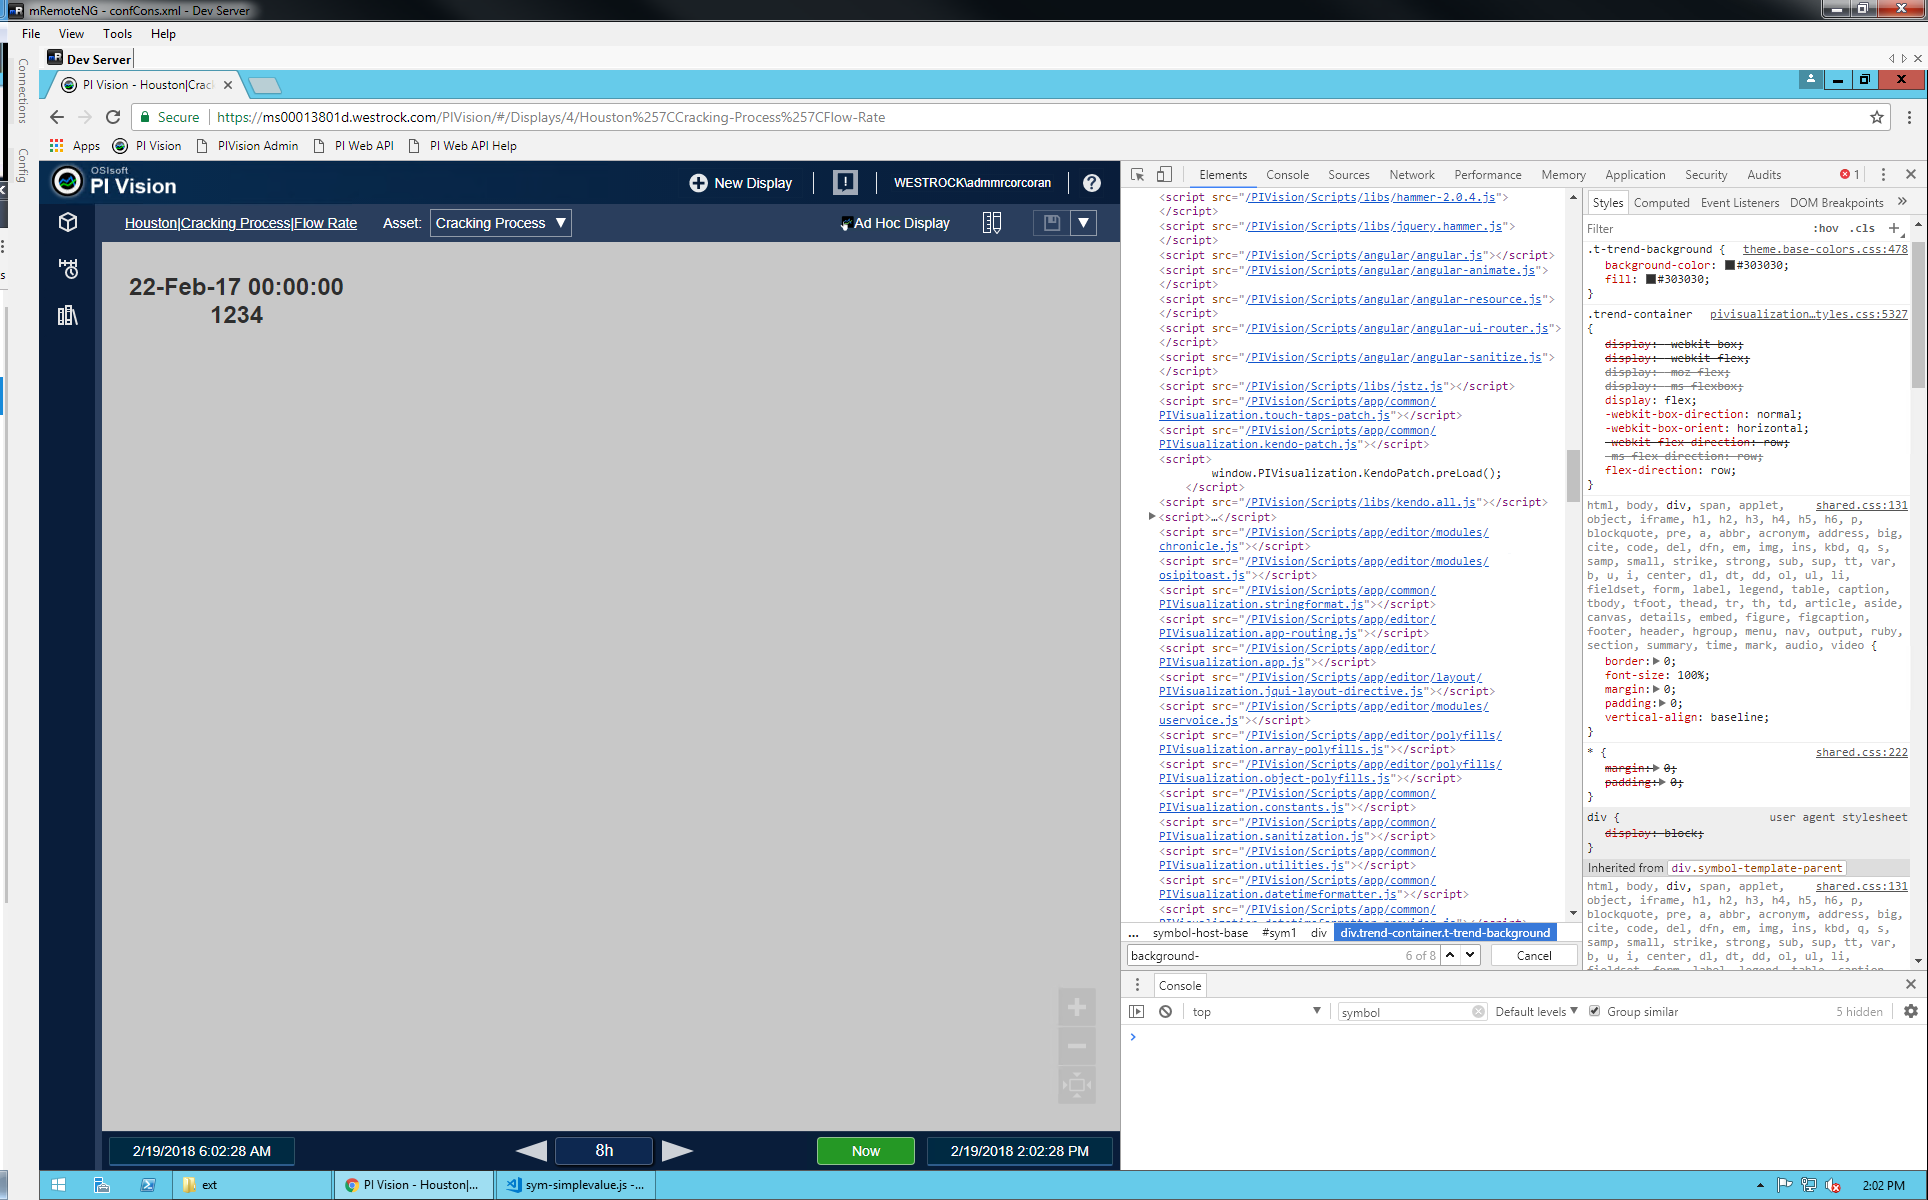 mRemoteNG - confCons.xml - Dev Server
File View Tools Help
Connections
Config
Dev Server
PI Vision - Houston|Crac
Secure https://ms00013801d.westrock.com/PIVision/#/Displays/4/Houston%257CCracking-Process%257CFlow-Rate
Apps PI Vision PIVision Admin PI Web API PI Web API Help
OSIsoft
PI Vision
New Display WESTROCK\admmrcorcoran
Houston|Cracking Process|Flow Rate Asset: Cracking Process Ad Hoc Display
22-Feb-17 00:00:00
1234
2/19/2018 6:02:28 AM 8h Now 2/19/2018 2:02:28 PM
Elements Console Sources Network Performance Memory Application Security Audits 1
<script src="/PIVision/Scripts/libs/hammer-2.0.4.js">
</script>
<script src="/PIVision/Scripts/libs/jquery.hammer.js">
</script>
<script src="/PIVision/Scripts/angular/angular.js"></script>
<script src="/PIVision/Scripts/angular/angular-animate.js">
</script>
<script src="/PIVision/Scripts/angular/angular-resource.js">
</script>
<script src="/PIVision/Scripts/angular/angular-ui-router.js">
</script>
<script src="/PIVision/Scripts/angular/angular-sanitize.js">
</script>
<script src="/PIVision/Scripts/libs/jstz.js"></script>
<script src="/PIVision/Scripts/app/common/
PIVisualization.touch-taps-patch.js"></script>
<script src="/PIVision/Scripts/app/common/
PIVisualization.kendo-patch.js"></script>
<script>
window.PIVisualization.KendoPatch.preLoad();
</script>
<script src="/PIVision/Scripts/libs/kendo.all.js"></script>
<script>…</script>
<script src="/PIVision/Scripts/app/editor/modules/
chronicle.js"></script>
<script src="/PIVision/Scripts/app/editor/modules/
osipitoast.js"></script>
<script src="/PIVision/Scripts/app/common/
PIVisualization.stringformat.js"></script>
<script src="/PIVision/Scripts/app/editor/
PIVisualization.app-routing.js"></script>
<script src="/PIVision/Scripts/app/editor/
PIVisualization.app.js"></script>
<script src="/PIVision/Scripts/app/editor/layout/
PIVisualization.jqui-layout-directive.js"></script>
<script src="/PIVision/Scripts/app/editor/modules/
uservoice.js"></script>
<script src="/PIVision/Scripts/app/editor/polyfills/
PIVisualization.array-polyfills.js"></script>
<script src="/PIVision/Scripts/app/editor/polyfills/
PIVisualization.object-polyfills.js"></script>
<script src="/PIVision/Scripts/app/common/
PIVisualization.constants.js"></script>
<script src="/PIVision/Scripts/app/common/
PIVisualization.sanitization.js"></script>
<script src="/PIVision/Scripts/app/common/
PIVisualization.utilities.js"></script>
<script src="/PIVision/Scripts/app/common/
PIVisualization.datetimeformatter.js"></script>
<script src="/PIVision/Scripts/app/common/
... symbol-host-base #sym1 div div.trend-container.t-trend-background
background- 6 of 8 Cancel
Styles Computed Event Listeners DOM Breakpoints »
Filter :hov .cls +
.t-trend-background { theme.base-colors.css:478
background-color: #303030;
fill: #303030;
}
.trend-container pivisualization…tyles.css:5327
{
display: -webkit-box;
display: -webkit-flex;
display: -moz-flex;
display: -ms-flexbox;
display: flex;
-webkit-box-direction: normal;
-webkit-box-orient: horizontal;
-webkit-flex-direction: row;
-ms-flex-direction: row;
flex-direction: row;
}
html, body, div, span, applet, shared.css:131
object, iframe, h1, h2, h3, h4, h5, h6, p,
blockquote, pre, a, abbr, acronym, address, big,
cite, code, del, dfn, em, img, ins, kbd, q, s,
samp, small, strike, strong, sub, sup, tt, var,
b, u, i, center, dl, dt, dd, ol, ul, li,
fieldset, form, label, legend, table, caption,
tbody, tfoot, thead, tr, th, td, article, aside,
canvas, details, embed, figure, figcaption,
footer, header, hgroup, menu, nav, output, ruby,
section, summary, time, mark, audio, video {
border: 0;
font-size: 100%;
margin: 0;
padding: 0;
vertical-align: baseline;
}
* { shared.css:222
margin: 0;
padding: 0;
}
div { user agent stylesheet
display: block;
}
Inherited from div.symbol-template-parent
html, body, div, span, applet, shared.css:131
object, iframe, h1, h2, h3, h4, h5, h6, p,
blockquote, pre, a, abbr, acronym, address, big,
cite, code, del, dfn, em, img, ins, kbd, q, s,
samp, small, strike, strong, sub, sup, tt, var,
b, u, i, center, dl, dt, dd, ol, ul, li,
fieldset, form, label, legend, table, caption,
Console
top symbol Default levels Group similar 5 hidden
ext PI Vision - Houston|... sym-simplevalue.js -... 2:02 PM